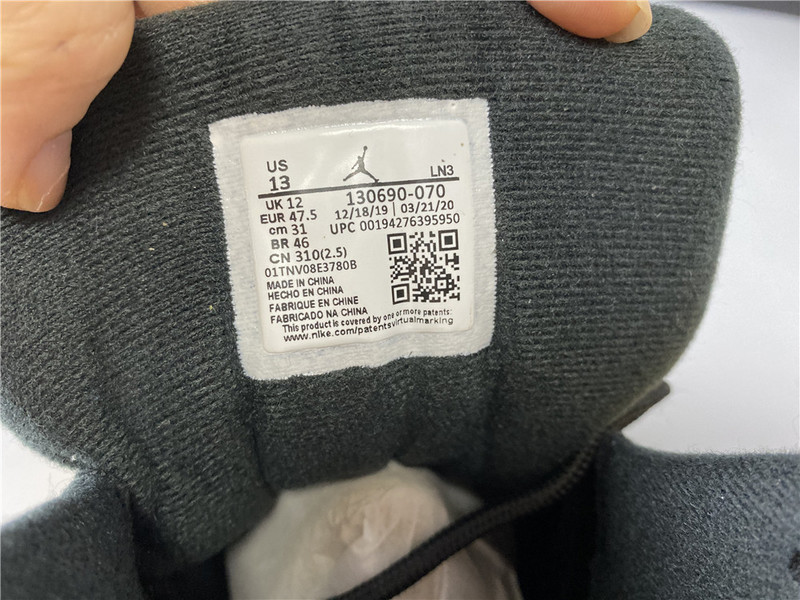 US
13
LN3
UK 12
130690-070
EUR 47.5
12/18/19 | 03/21/20
cm 31
UPC 00194276395950
BR 46
CN 310(2.5)
01TNV08E3780B
MADE IN CHINA
HECHO EN CHINA
FABRIQUE EN CHINE
FABRICADO NA CHINA
This product is covered by one or more patents:
www.nike.com/patentsvirtualmarking